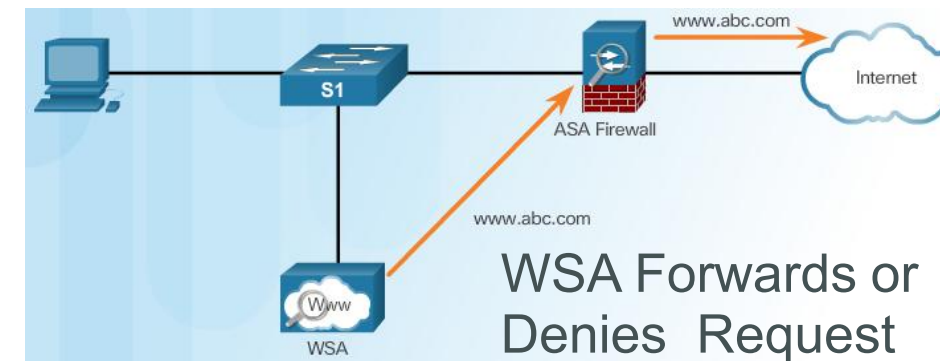 www.abc.com
S1
Internet
ASA Firewall
www.abc.com
WSA Forwards or
Denies Request
Www
WSA